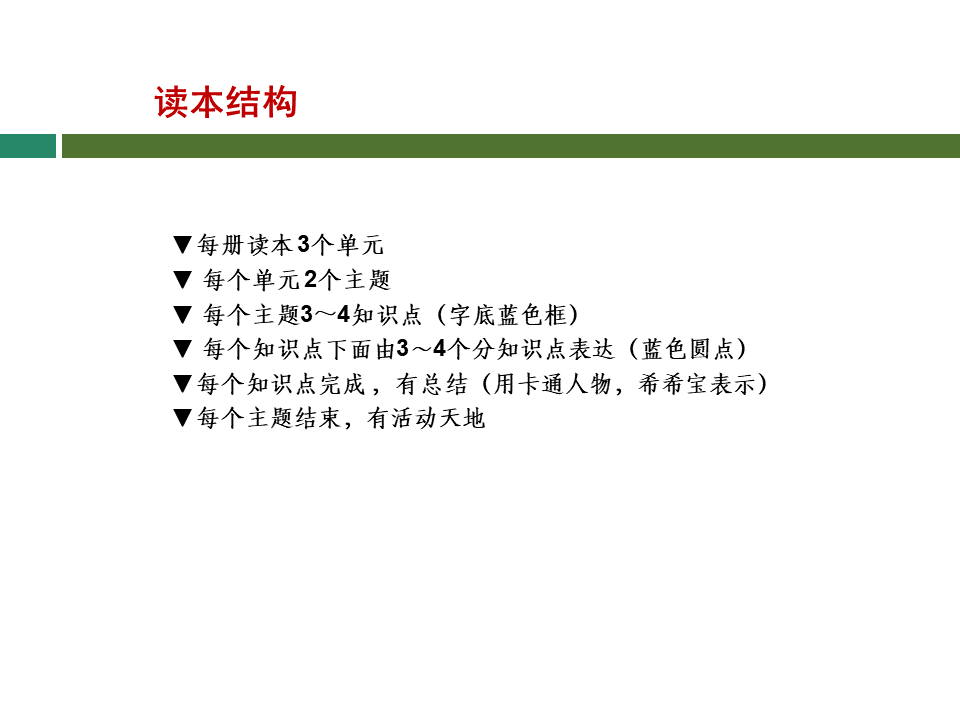 读本结构
▼每册读本3个单元
▼ 每个单元2个主题
▼ 每个主题3～4知识点（字底蓝色框）
▼ 每个知识点下面由3～4个分知识点表达（蓝色圆点）
▼每个知识点完成，有总结（用卡通人物，希希宝表示）
▼每个主题结束，有活动天地